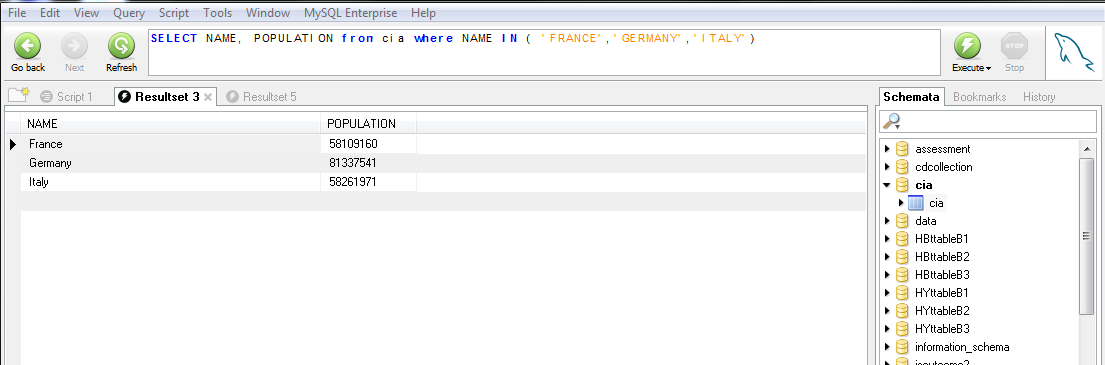 File Edit View Query Script Tools Window MySQL Enterprise Help
SELECT NAME, POPULATION from cia where NAME IN ( 'FRANCE','GERMANY','ITALY')
Go back Next Refresh Execute STOP Stop
Script 1 Resultset 3 Resultset 5
NAME POPULATION
France 58109160
Germany 81337541
Italy 58261971
Schemata Bookmarks History
assessment
cdcollection
cia
cia
data
HBttableB1
HBttableB2
HBttableB3
HYttableB1
HYttableB2
HYttableB3
information_schema